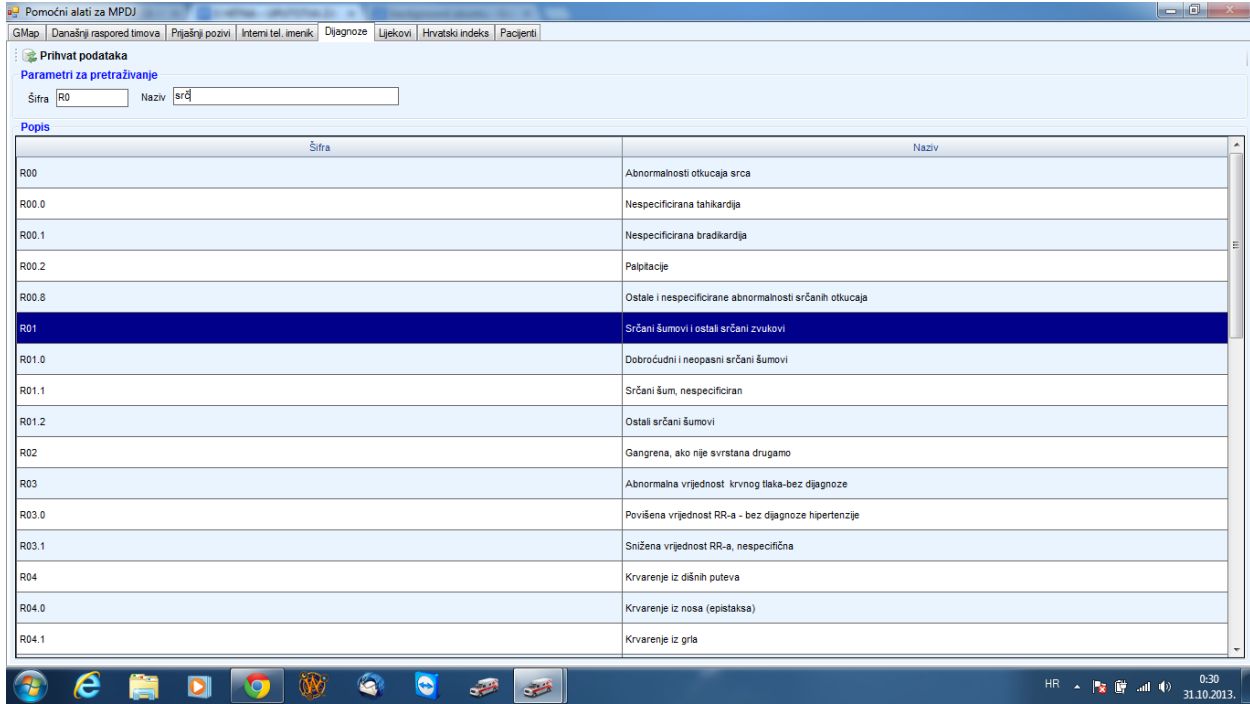 Pomoćni alati za MPDJ
GMap Današnji raspored timova Prijašnji pozivi Interni tel. imenik Dijagnoze Lijekovi Hrvatski indeks Pacijenti
Prihvat podataka
Parametri za pretraživanje
Šifra R0 Naziv srč
Popis
Šifra Naziv
R00 Abnormalnosti otkucaja srca
R00.0 Nespecificirana tahikardija
R00.1 Nespecificirana bradikardija
R00.2 Palpitacije
R00.8 Ostale i nespecificirane abnormalnosti srčanih otkucaja
R01 Srčani šumovi i ostali srčani zvukovi
R01.0 Dobroćudni i neopasni srčani šumovi
R01.1 Srčani šum, nespecificiran
R01.2 Ostali srčani šumovi
R02 Gangrena, ako nije svrstana drugamo
R03 Abnormalna vrijednost krvnog tlaka-bez dijagnoze
R03.0 Povišena vrijednost RR-a - bez dijagnoze hipertenzije
R03.1 Snižena vrijednost RR-a, nespecifična
R04 Krvarenje iz dišnih puteva
R04.0 Krvarenje iz nosa (epistaksa)
R04.1 Krvarenje iz grla
HR 0:30
31.10.2013.